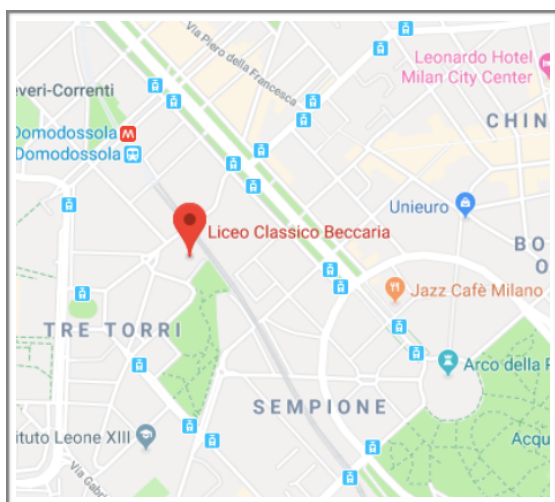 Via Piero della Francesca
Leonardo Hotel
Milan City Center
everi-Correnti
CHIN
Domodossola
Domodossola
Unieuro
Liceo Classico Beccaria
BO
O
Jazz Cafè Milano
TRE TORRI
Arco della P
SEMPIONE
tituto Leone XIII
Acqu
Via Gabri